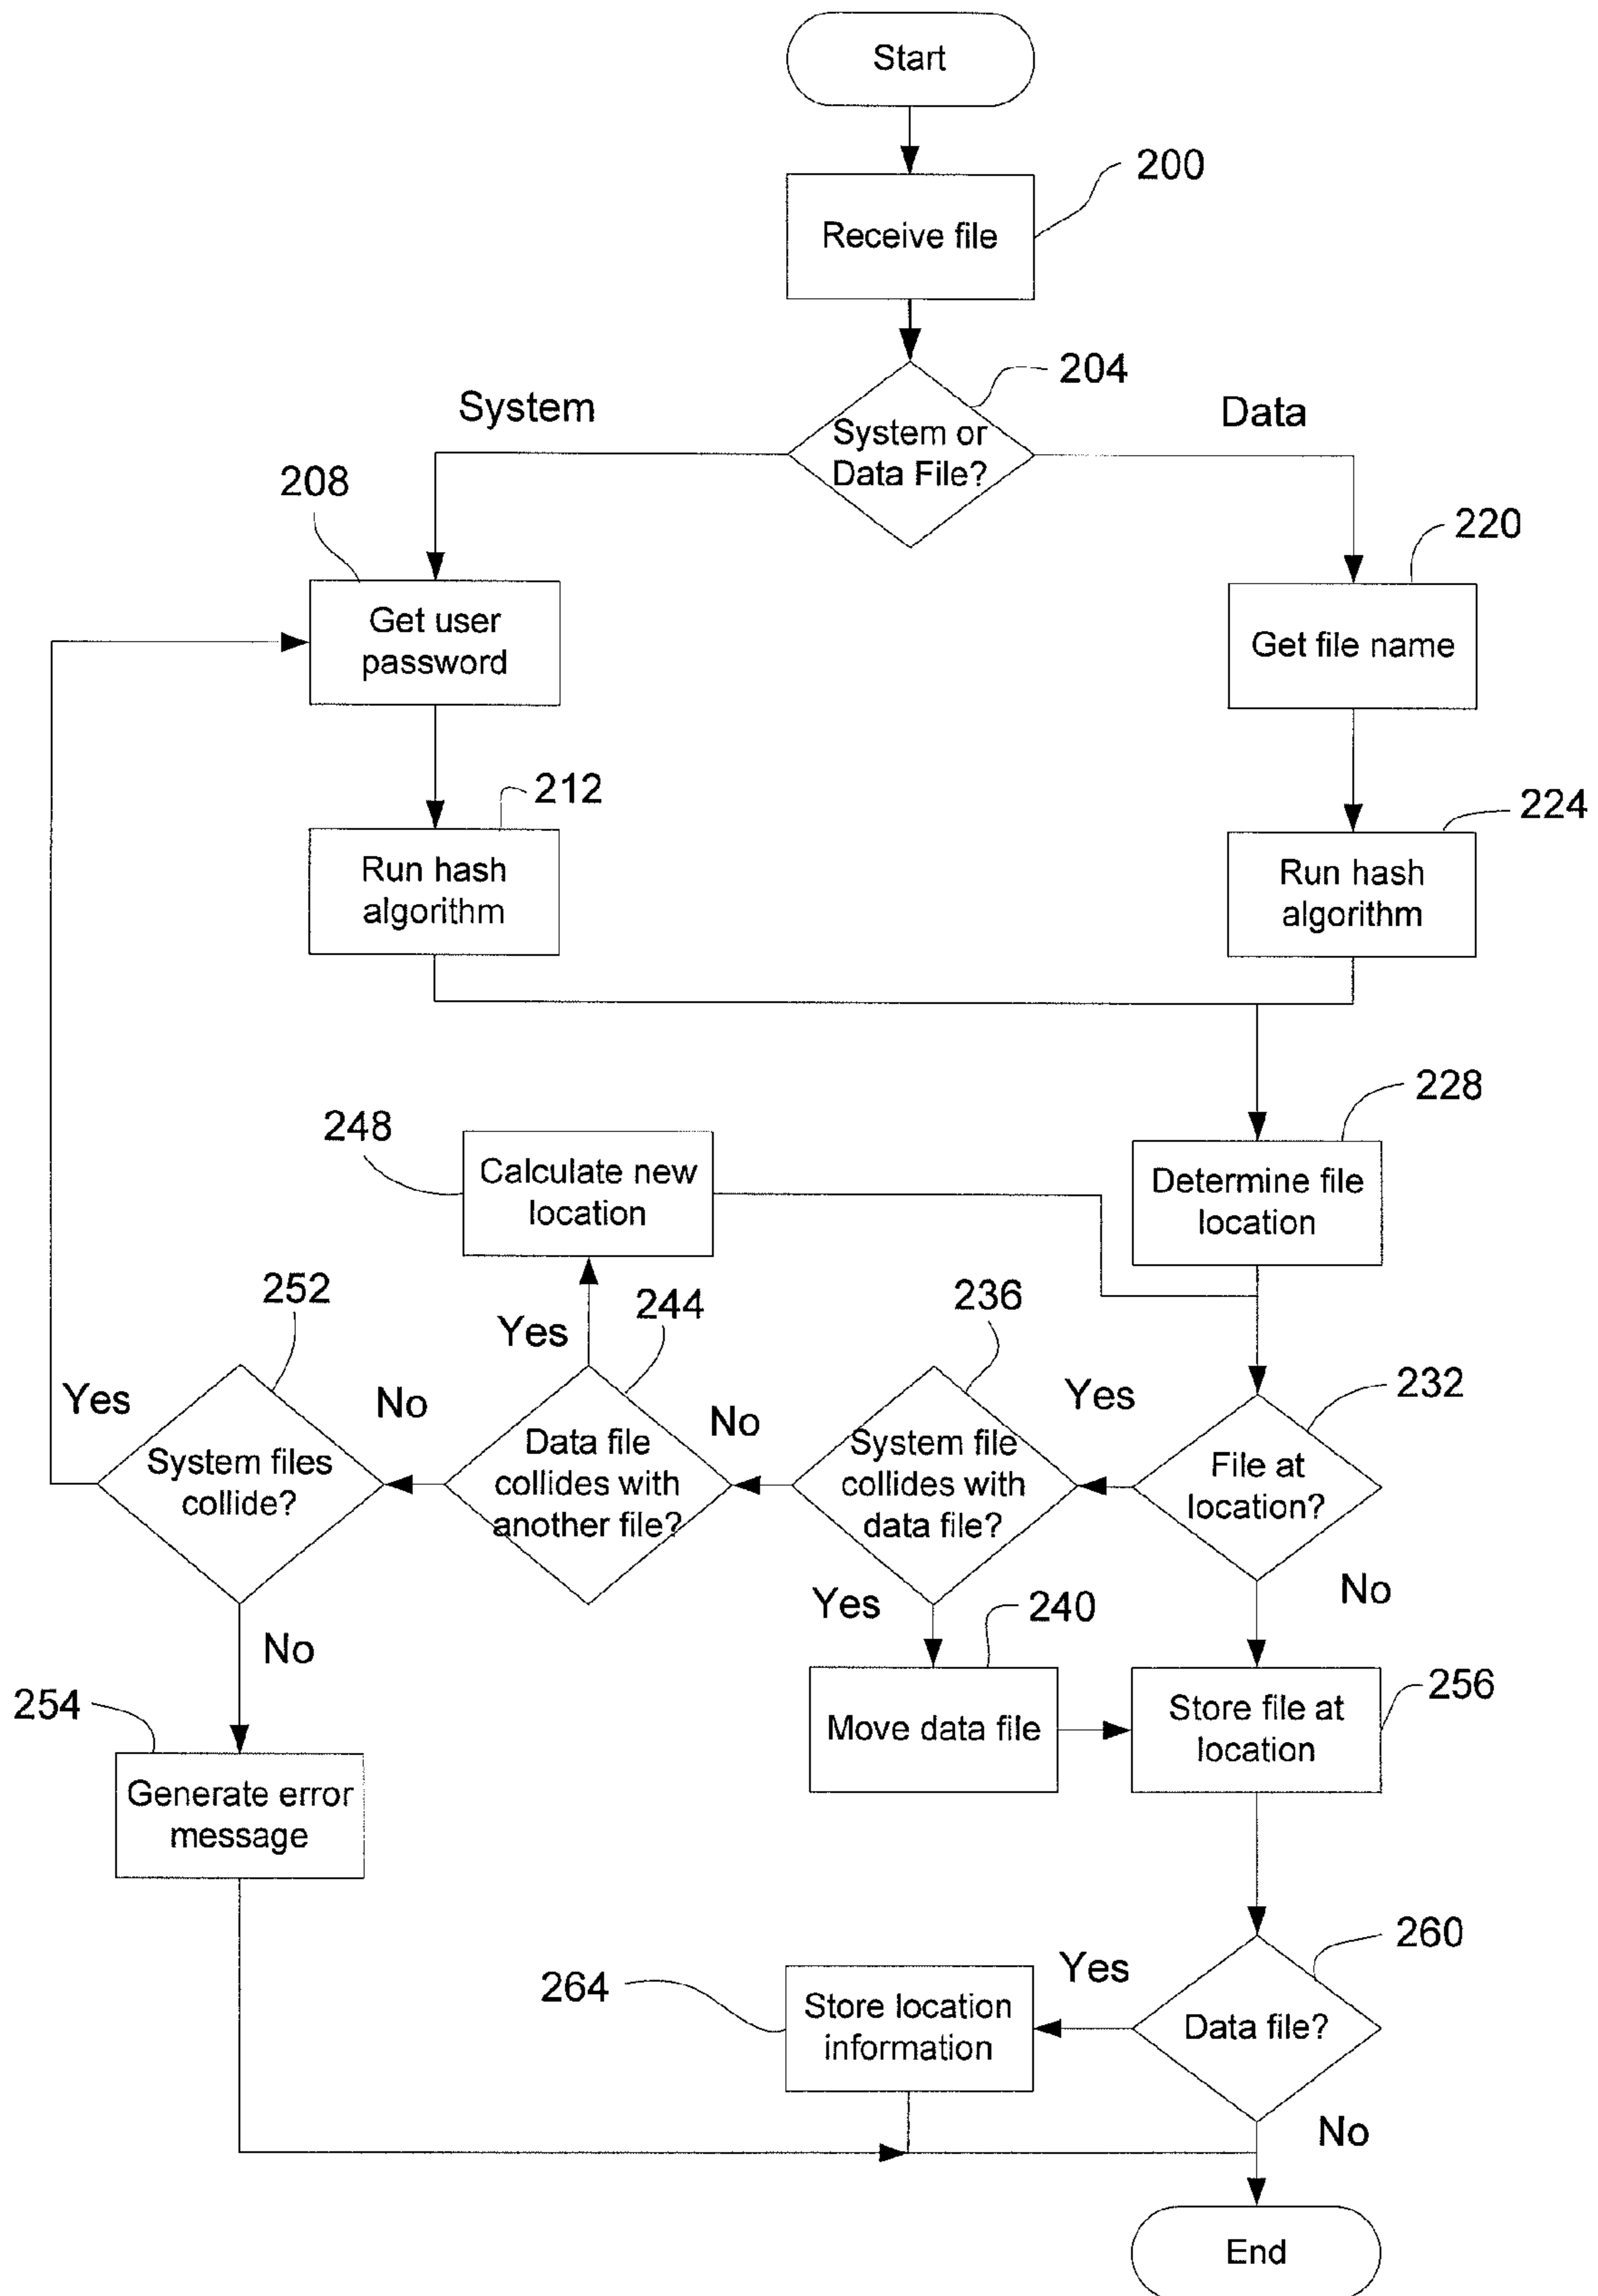 Start
200
Receive file
204
System
Data
System or
Data File?
208
220
Get user
password
Get file name
212
224
Run hash
algorithm
Run hash
algorithm
228
248
Calculate new
location
Determine file
location
252
244
236
Yes
232
Yes
No
No
Yes
System files
collide?
Data file
collides with
another file?
System file
collides with
data file?
File at
location?
No
Yes
240
No
254
256
Move data file
Store file at
location
Generate error
message
260
264
Yes
Store location
information
Data file?
No
End